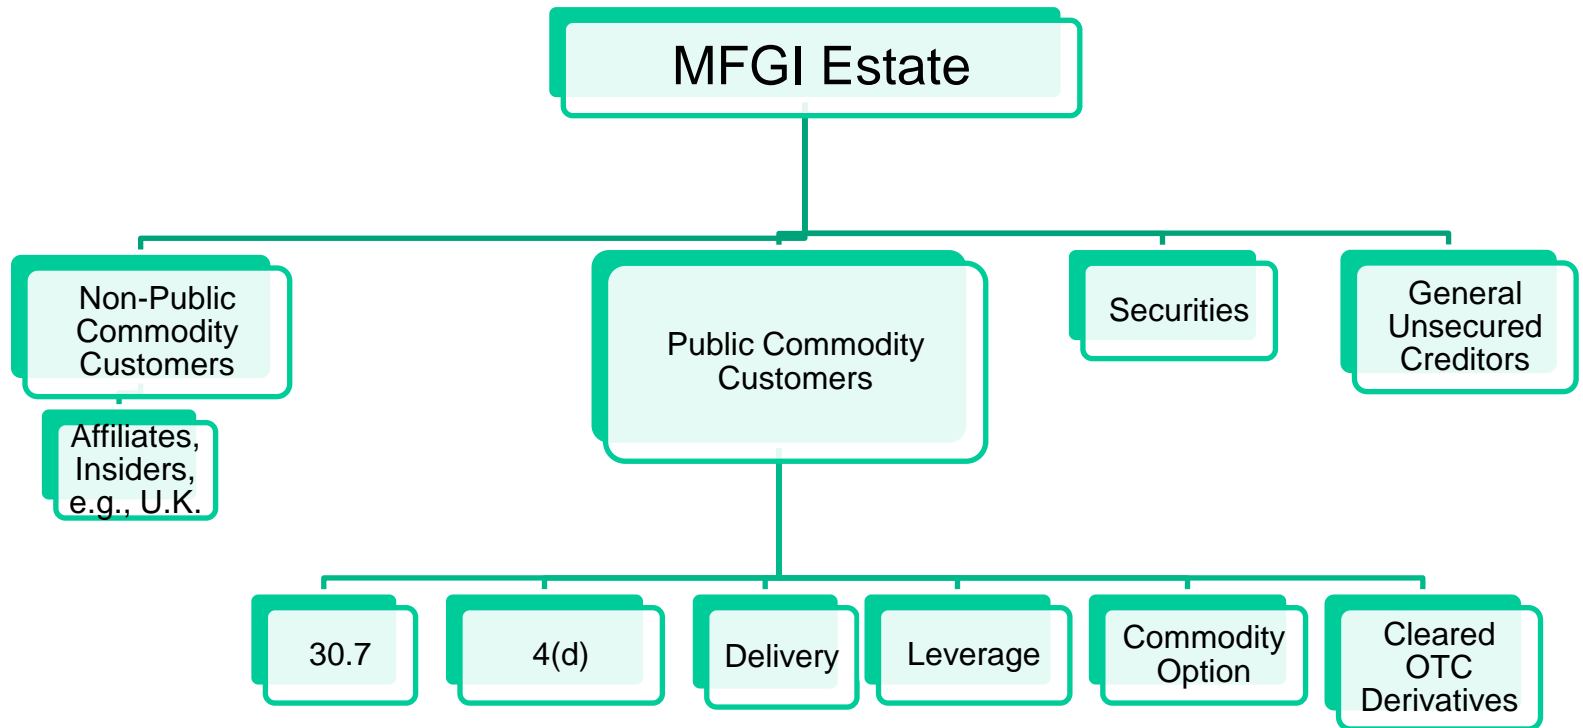 MFGI Estate
Non-Public
Commodity
Customers
Public Commodity
Customers
Securities
General
Unsecured
Creditors
Affiliates,
Insiders,
e.g., U.K.
30.7
4(d)
Delivery
Leverage
Commodity
Option
Cleared
OTC
Derivatives